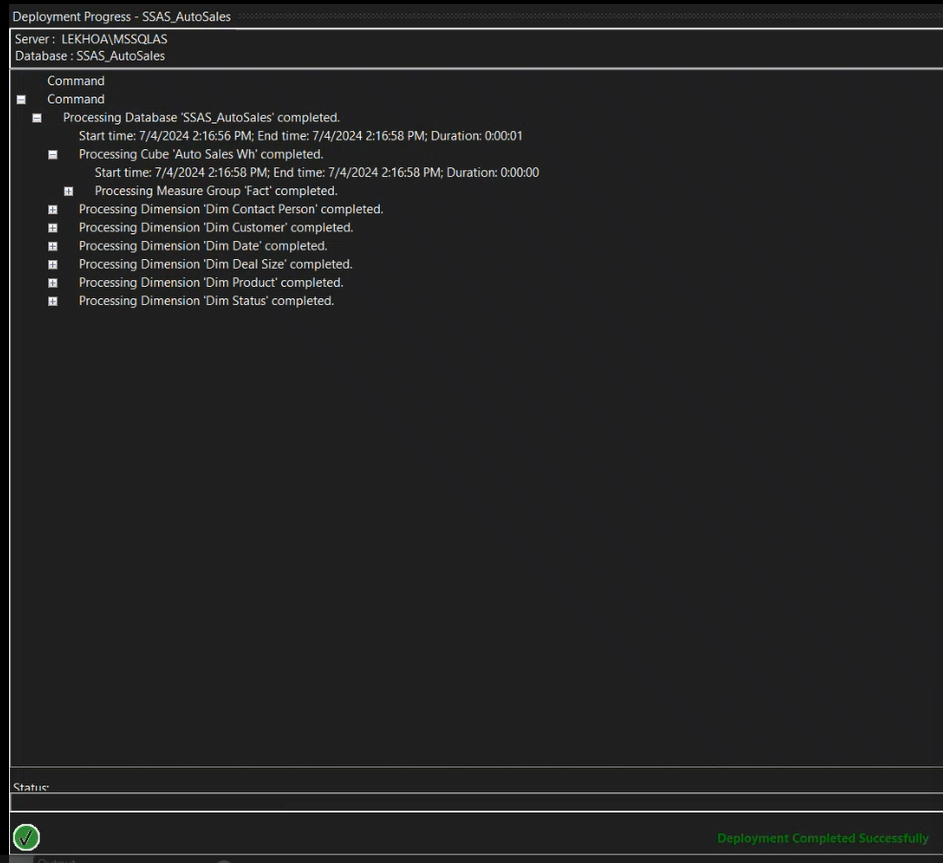 Deployment Progress - SSAS_AutoSales
Server : LEKHOA\MSSQLAS
Database : SSAS_AutoSales
Command
Command
Processing Database 'SSAS_AutoSales' completed.
Start time: 7/4/2024 2:16:56 PM; End time: 7/4/2024 2:16:58 PM; Duration: 0:00:01
Processing Cube 'Auto Sales Wh' completed.
Start time: 7/4/2024 2:16:58 PM; End time: 7/4/2024 2:16:58 PM; Duration: 0:00:00
Processing Measure Group 'Fact' completed.
Processing Dimension 'Dim Contact Person' completed.
Processing Dimension 'Dim Customer' completed.
Processing Dimension 'Dim Date' completed.
Processing Dimension 'Dim Deal Size' completed.
Processing Dimension 'Dim Product' completed.
Processing Dimension 'Dim Status' completed.
Status:
Deployment Completed Successfully
Output